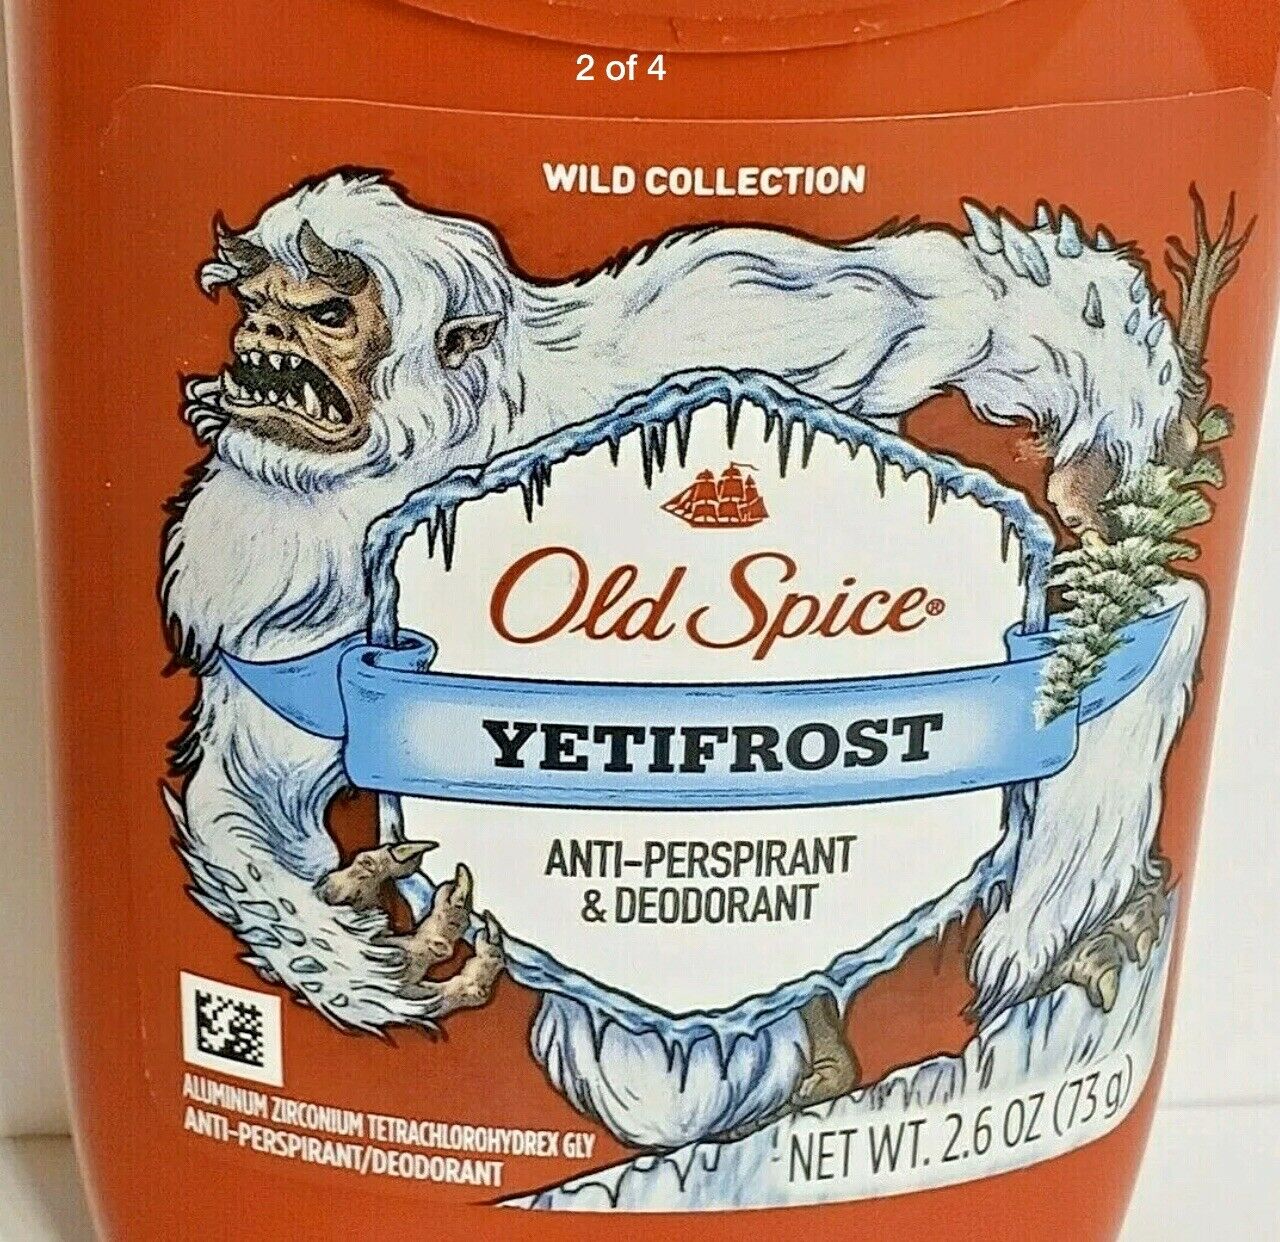 2 of 4
WILD COLLECTION
Old Spice®
YETIFROST
ANTI-PERSPIRANT
& DEODORANT
ALUMINUM ZIRCONIUM TETRACHLOROHYDREX GLY
ANTI-PERSPIRANT/DEODORANT
NET WT. 2.6 OZ (73 g)